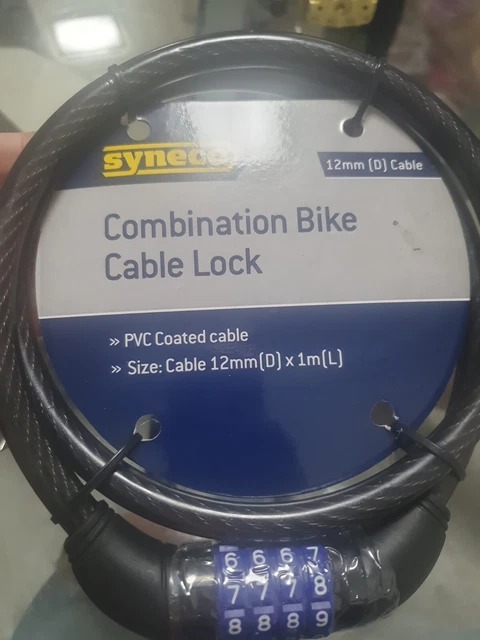 syneco
12mm (D) Cable
Combination Bike
Cable Lock
» PVC Coated cable
» Size: Cable 12mm(D) x 1m(L)
6 6 6 7
7 7 7 8
8 8 8 9